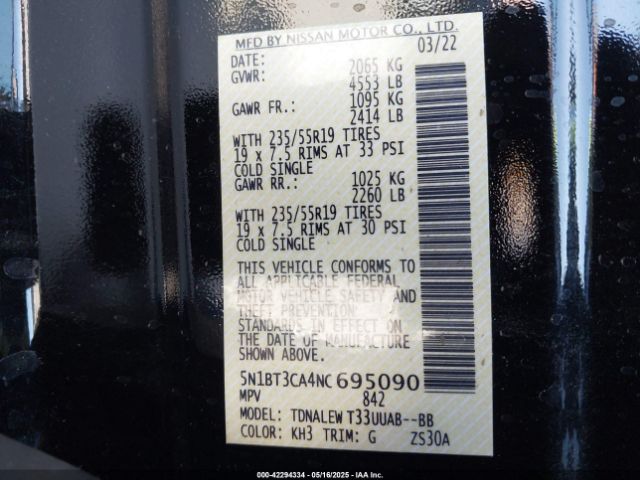 MFD BY NISSAN MOTOR CO., LTD.
DATE: 03/22
GVWR: 2065 KG
4553 LB
GAWR FR.: 1095 KG
2414 LB
WITH 235/55R19 TIRES
19 x 7.5 RIMS AT 33 PSI
COLD SINGLE
GAWR RR.: 1025 KG
2260 LB
WITH 235/55R19 TIRES
19 x 7.5 RIMS AT 30 PSI
COLD SINGLE
THIS VEHICLE CONFORMS TO
ALL APPLICABLE FEDERAL
MOTOR VEHICLE SAFETY AND
THEFT PREVENTION
STANDARDS IN EFFECT ON
THE DATE OF MANUFACTURE
SHOWN ABOVE.
5N1BT3CA4NC695090
MPV 842
MODEL: TDNALEW T33UUAB--BB
COLOR: KH3 TRIM: G ZS30A
000-42294334 - 05/16/2025 - IAAI.com